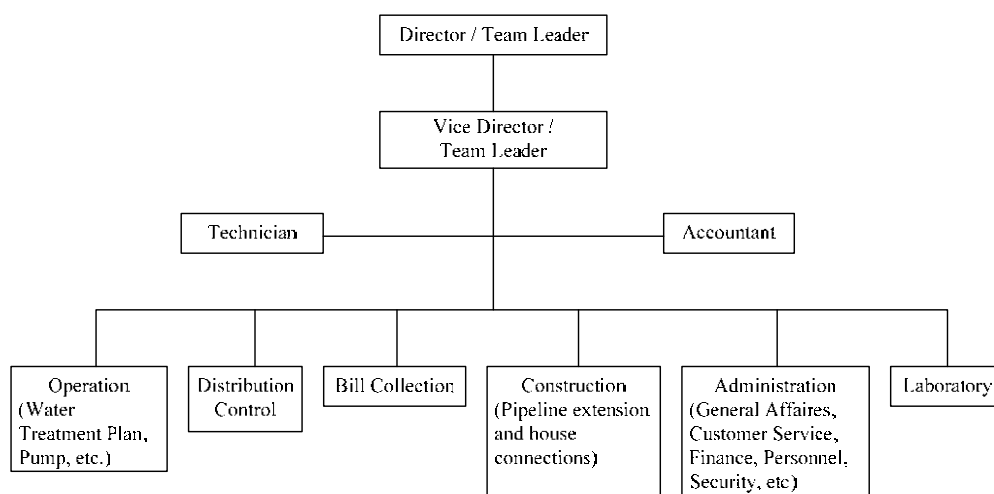 Director / Team Leader
Vice Director /
Team Leader
Technician
Accountant
Operation
(Water
Treatment Plan,
Pump, etc.)
Distribution
Control
Bill Collection
Construction
(Pipeline extension
and house
connections)
Administration
(General Affaires,
Customer Service,
Finance, Personnel,
Security, etc)
Laboratory